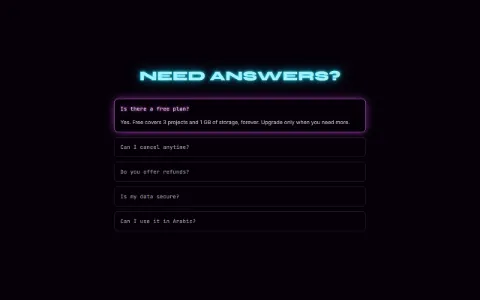 NEED ANSWERS?
Is there a free plan?
Yes. Free covers 3 projects and 1 GB of storage, forever. Upgrade only when you need more.
Can I cancel anytime?
Do you offer refunds?
Is my data secure?
Can I use it in Arabic?